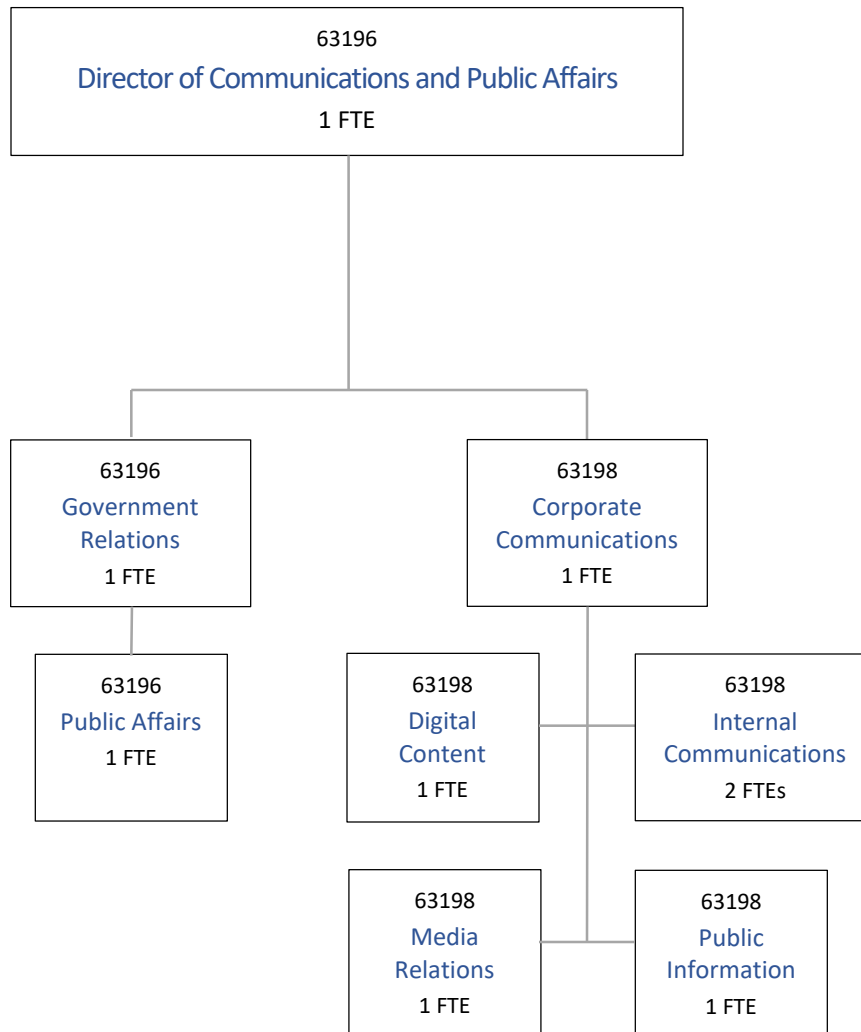 63196
Director of Communications and Public Affairs
1 FTE
63196
Government
Relations
1 FTE
63198
Corporate
Communications
1 FTE
63196
Public Affairs
1 FTE
63198
Digital
Content
1 FTE
63198
Internal
Communications
2 FTEs
63198
Media
Relations
1 FTE
63198
Public
Information
1 FTE